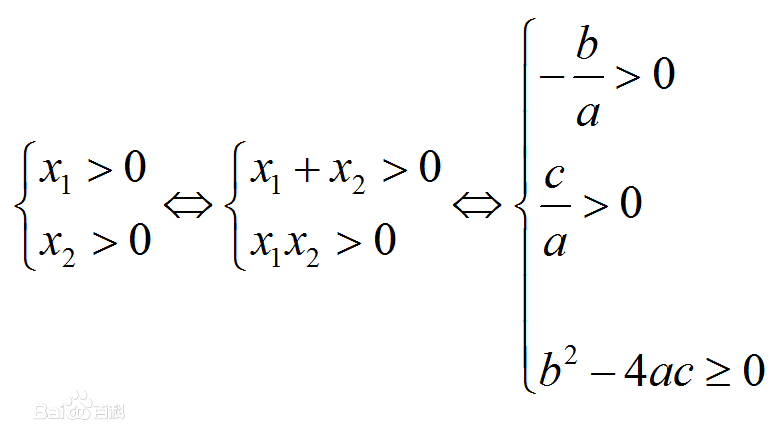 {x₁ > 0
x₂ > 0
⇔
{x₁ + x₂ > 0
x₁x₂ > 0
⇔
{−b/a > 0
c/a > 0
b² − 4ac ≥ 0
Bai百科